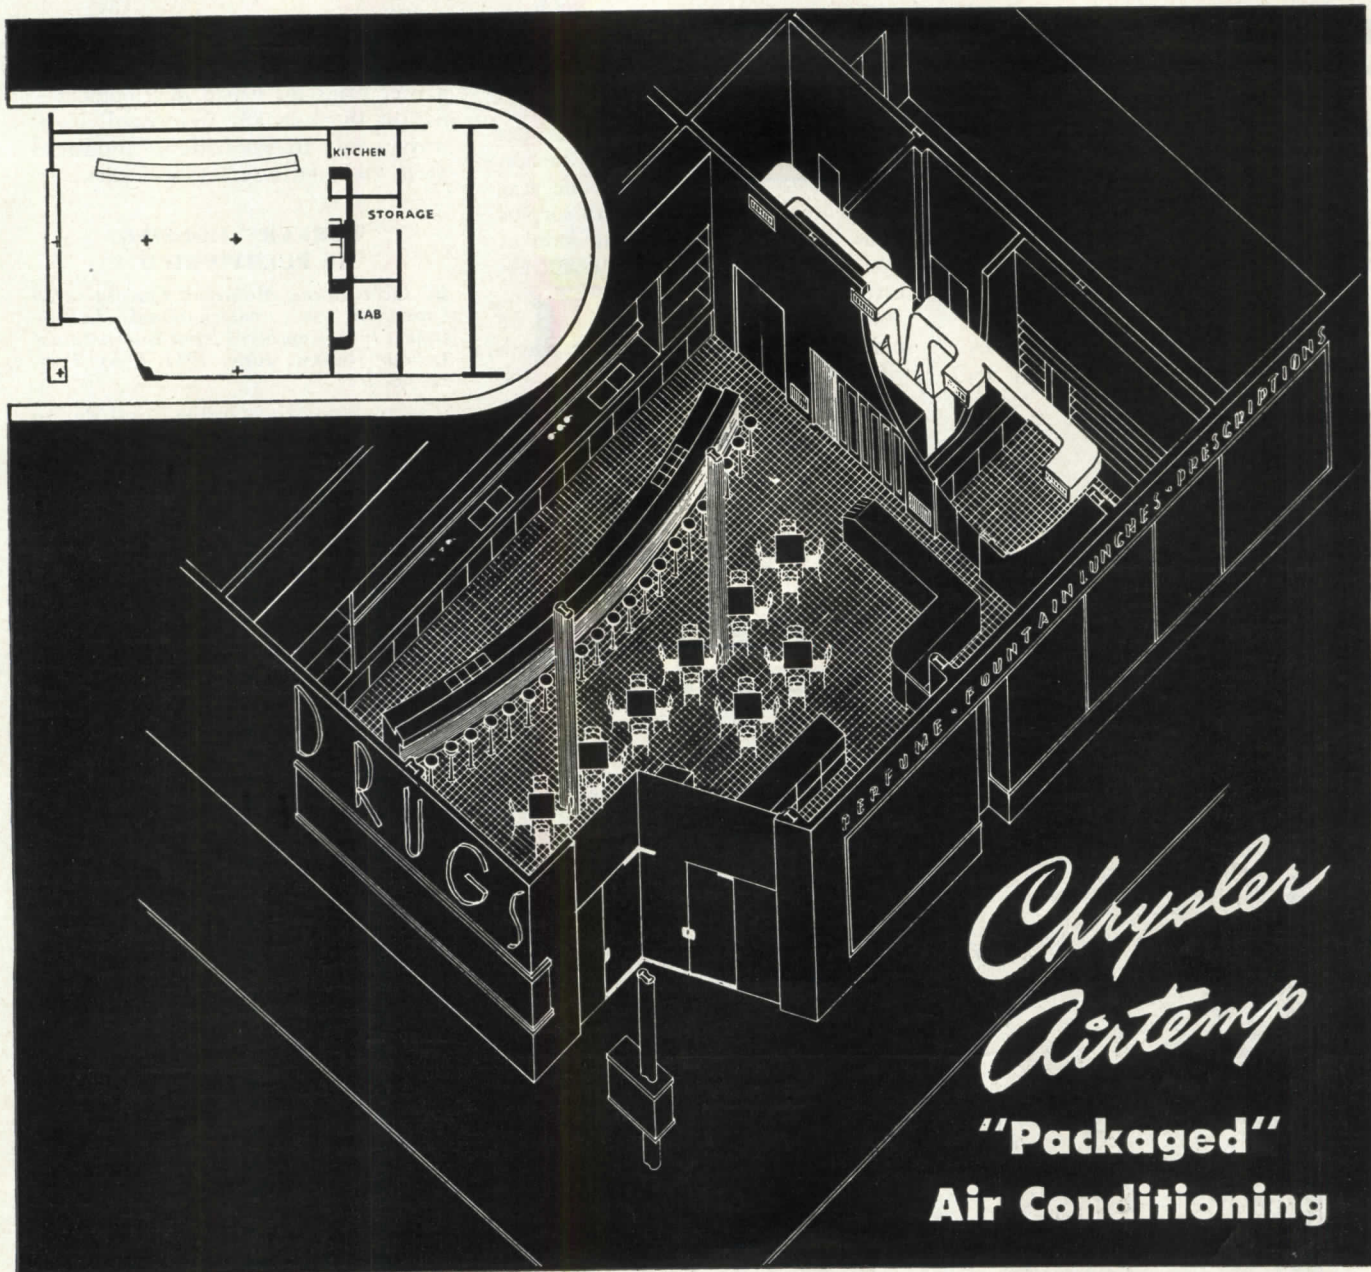 KITCHEN
STORAGE
LAB
DRUGS
PERFUME - FOUNTAIN LUNCHES - PRESCRIPTIONS
Chrysler
Airtemp
"Packaged"
Air Conditioning